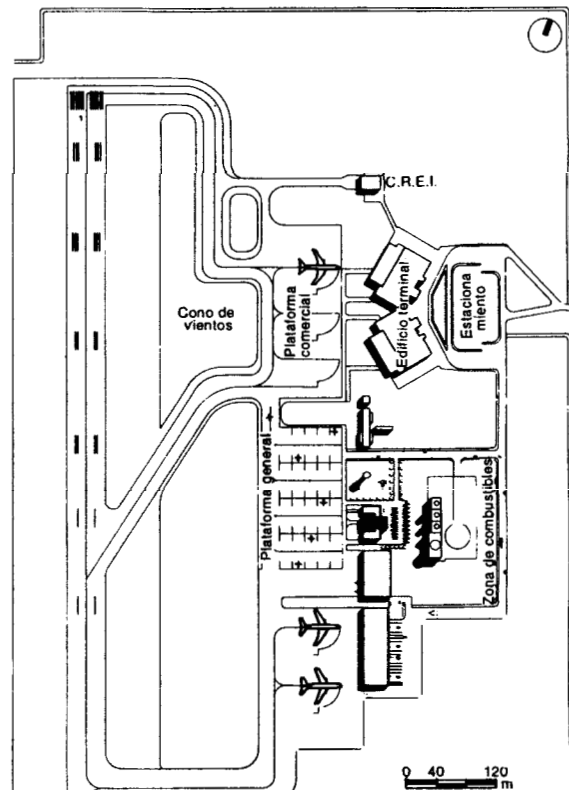 C.R.E.I.
Cono de
vientos
Plataforma
comercial
Edificio terminal
Estaciona
miento
Plataforma general
Zona de combustibles
0 40 120
m